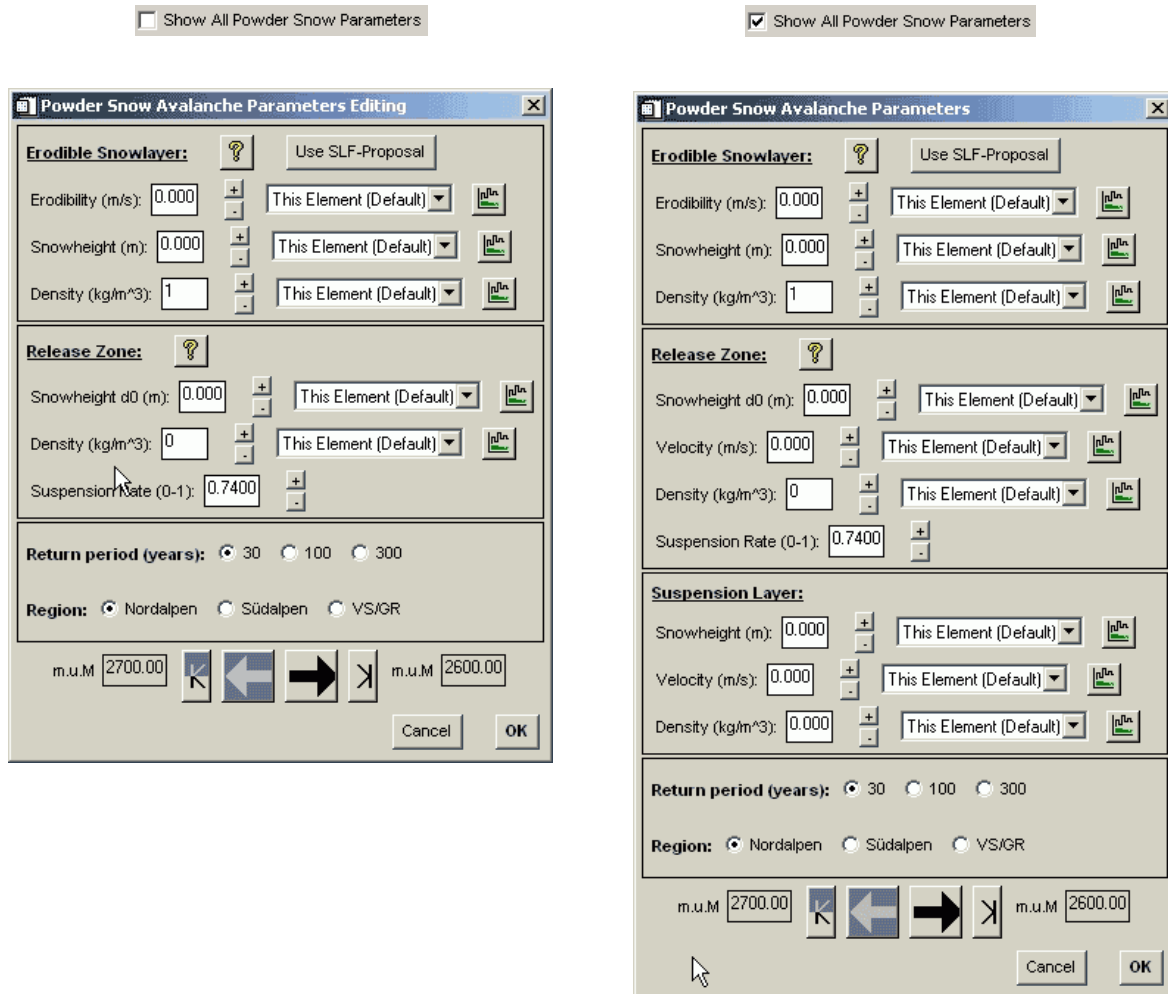 Show All Powder Snow Parameters
Powder Snow Avalanche Parameters Editing
Erodible Snowlayer: ? Use SLF-Proposal
Erodibility (m/s): 0.000 + - This Element (Default)
Snowheight (m): 0.000 + - This Element (Default)
Density (kg/m^3): 1 + - This Element (Default)
Release Zone: ?
Snowheight d0 (m): 0.000 + - This Element (Default)
Density (kg/m^3): 0 + - This Element (Default)
Suspension Rate (0-1): 0.7400 + -
Return period (years): 30 100 300
Region: Nordalpen Südalpen VS/GR
m.u.M 2700.00 K K m.u.M 2600.00
Cancel OK
Show All Powder Snow Parameters
Powder Snow Avalanche Parameters
Erodible Snowlayer: ? Use SLF-Proposal
Erodibility (m/s): 0.000 + - This Element (Default)
Snowheight (m): 0.000 + - This Element (Default)
Density (kg/m^3): 1 + - This Element (Default)
Release Zone: ?
Snowheight d0 (m): 0.000 + - This Element (Default)
Velocity (m/s): 0.000 + - This Element (Default)
Density (kg/m^3): 0 + - This Element (Default)
Suspension Rate (0-1): 0.7400 + -
Suspension Layer:
Snowheight (m): 0.000 + - This Element (Default)
Velocity (m/s): 0.000 + - This Element (Default)
Density (kg/m^3): 0.000 + - This Element (Default)
Return period (years): 30 100 300
Region: Nordalpen Südalpen VS/GR
m.u.M 2700.00 K K m.u.M 2600.00
Cancel OK